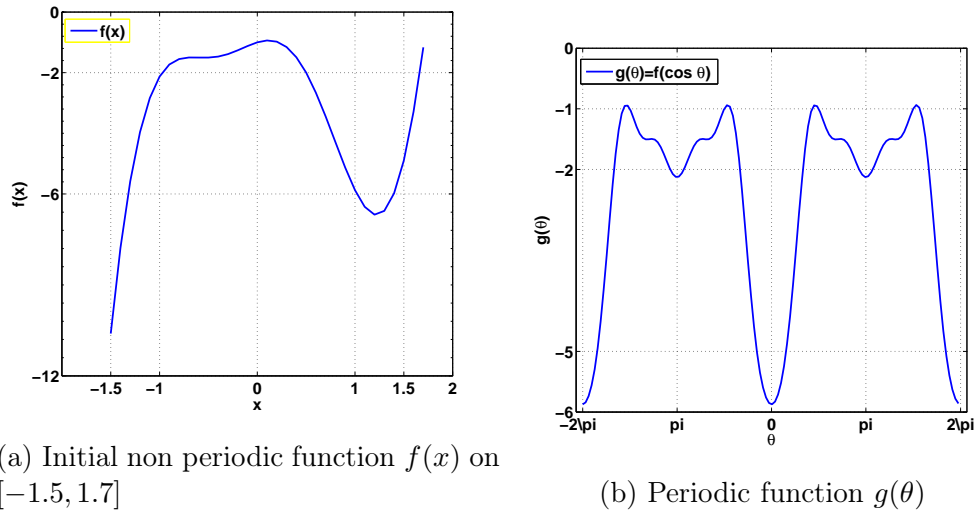 f(x)
0
−2
−6
−12
f(x)
−1.5
−1
0
1
1.5
2
x
(a) Initial non periodic function f(x) on
[−1.5, 1.7]
g(θ)=f(cos θ)
0
−1
−2
−5
−6
g(θ)
−2\pi
pi
0
pi
2\pi
θ
(b) Periodic function g(θ)